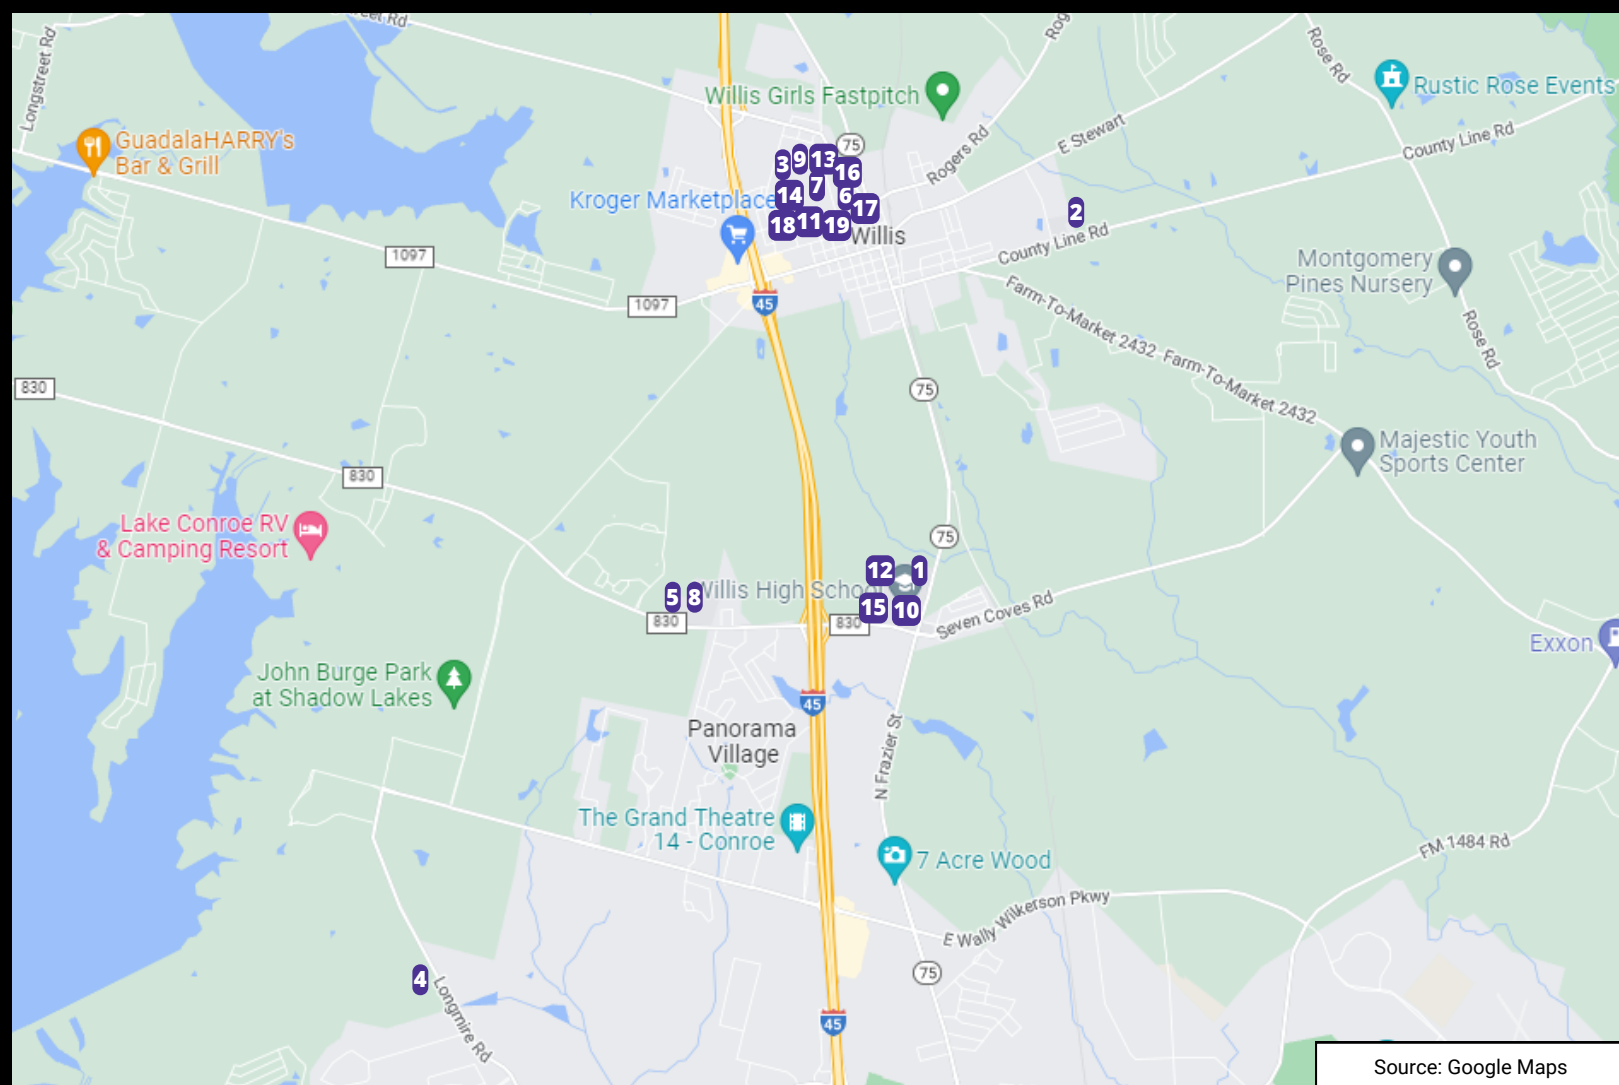 Longstreet Rd
eet Rd
Rog
Rose Rd
Willis Girls Fastpitch
Rustic Rose Events
GuadalaHARRY's
Bar & Grill
75
E Stewart
Rogers Rd
County Line Rd
3
9
13
16
7
14
6
17
18
11
19
2
Kroger Marketplace
Willis
County Line Rd
1097
1097
45
Montgomery
Pines Nursery
Farm-To-Market 2432
Farm-To-Market 2432
Rose Rd
830
75
830
Majestic Youth
Sports Center
Lake Conroe RV
& Camping Resort
75
12
1
Willis High School
5
8
15
10
830
830
Seven Coves Rd
Exxon
John Burge Park
at Shadow Lakes
45
Panorama
Village
N Frazier St
The Grand Theatre
14 - Conroe
7 Acre Wood
FM 1484 Rd
E Wally Wilkerson Pkwy
75
4
Longmire Rd
45
Source: Google Maps